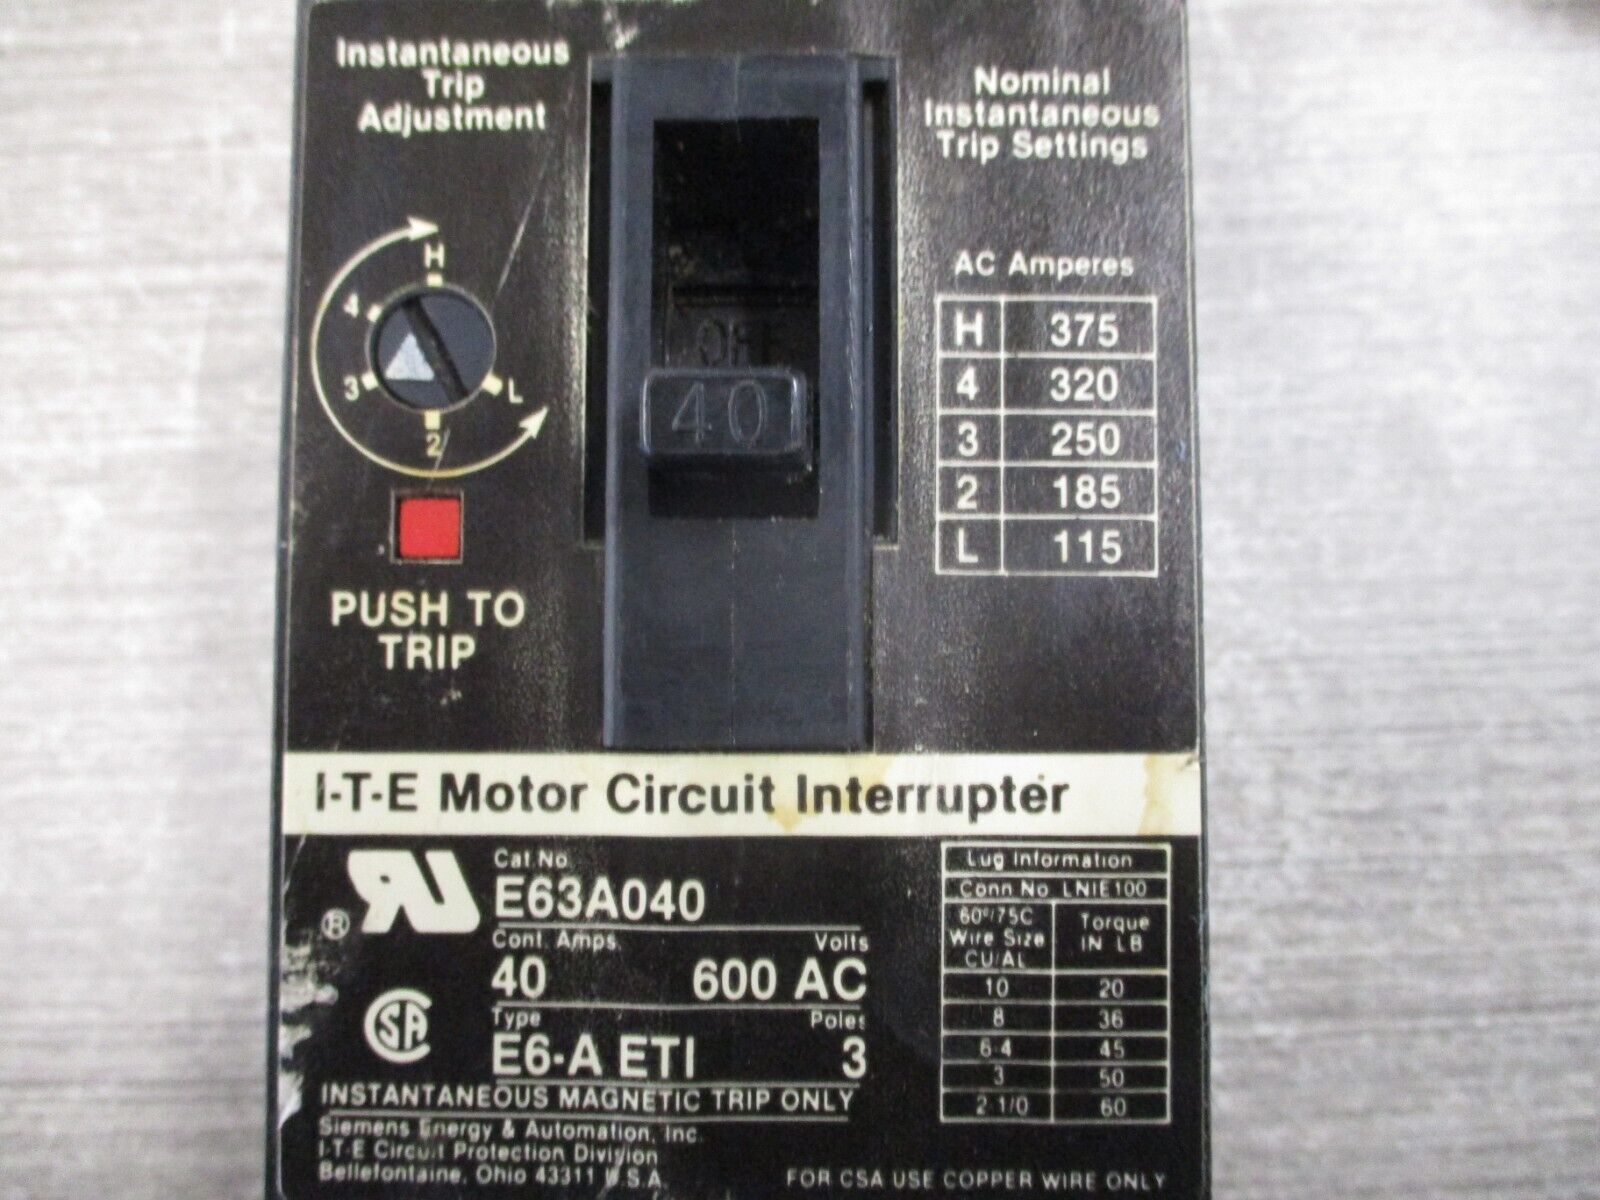 Instantaneous
Trip
Adjustment
H
4
3
L
2
PUSH TO
TRIP
OFF
40
Nominal
Instantaneous
Trip Settings
AC Amperes
H 375
4 320
3 250
2 185
L 115
I-T-E Motor Circuit Interrupter
Cat. No.
E63A040
Cont. Amps. Volts
40 600 AC
Type Poles
E6-A ETI 3
INSTANTANEOUS MAGNETIC TRIP ONLY
Siemens Energy & Automation, Inc.
I-T-E Circuit Protection Division
Bellefontaine, Ohio 43311 U.S.A.
®
RU
CSA
Lug Information
Conn. No. LNIE100
60°/75C
Wire Size
CU/AL
Torque
IN LB
10 20
8 36
6-4 45
3 50
2-1/0 60
FOR CSA USE COPPER WIRE ONLY